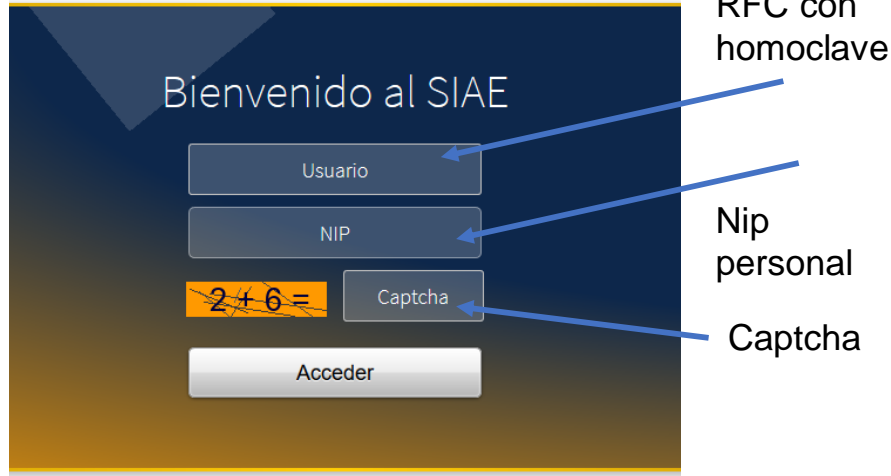 RFC con
homoclave
Bienvenido al SIAE
Usuario
NIP
Nip
personal
2 + 6 =
Captcha
Captcha
Acceder